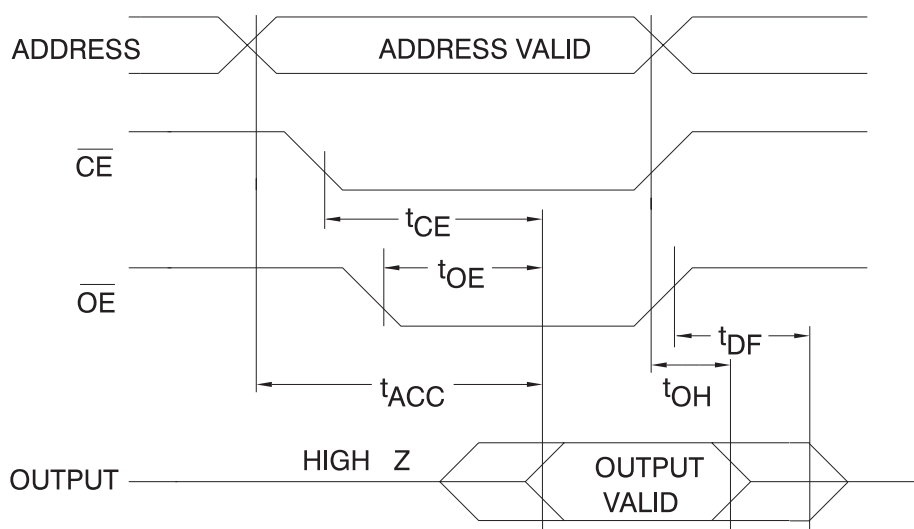 ADDRESS
ADDRESS VALID
CE
tCE
OE
tOE
tDF
tACC
tOH
OUTPUT
HIGH Z
OUTPUT
VALID